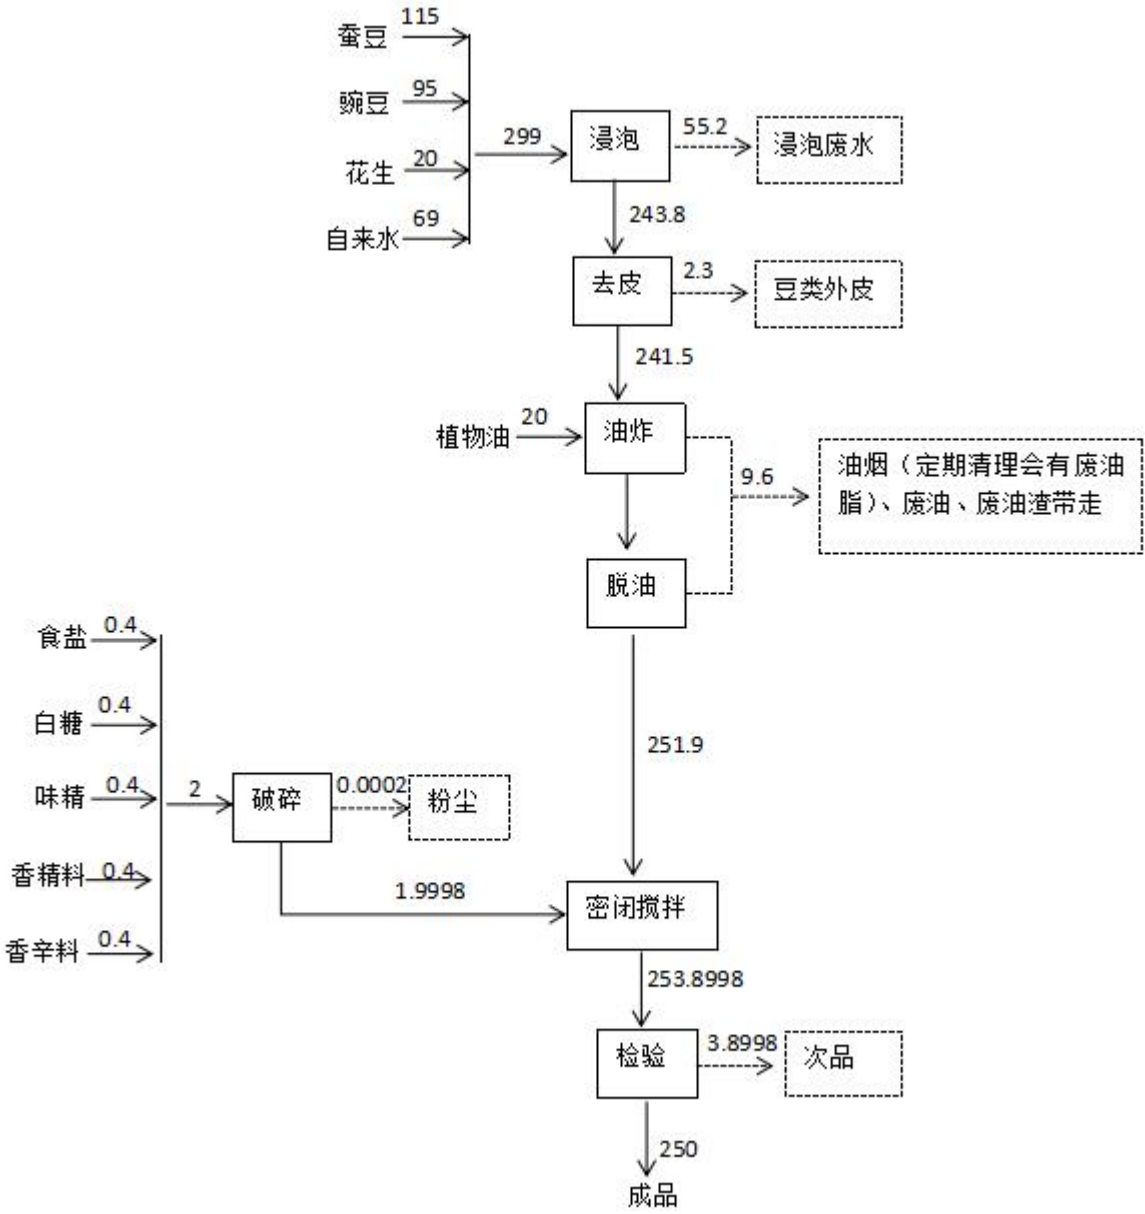 115
蚕豆
95
豌豆
299
浸泡
55.2
浸泡废水
20
花生
69
自来水
243.8
去皮
2.3
豆类外皮
241.5
植物油
20
油炸
9.6
油烟（定期清理会有废油
脂）、废油、废油渣带走
脱油
食盐
0.4
白糖
0.4
251.9
味精
0.4
2
破碎
0.0002
粉尘
香精料
0.4
1.9998
密闭搅拌
香辛料
0.4
253.8998
检验
3.8998
次品
250
成品